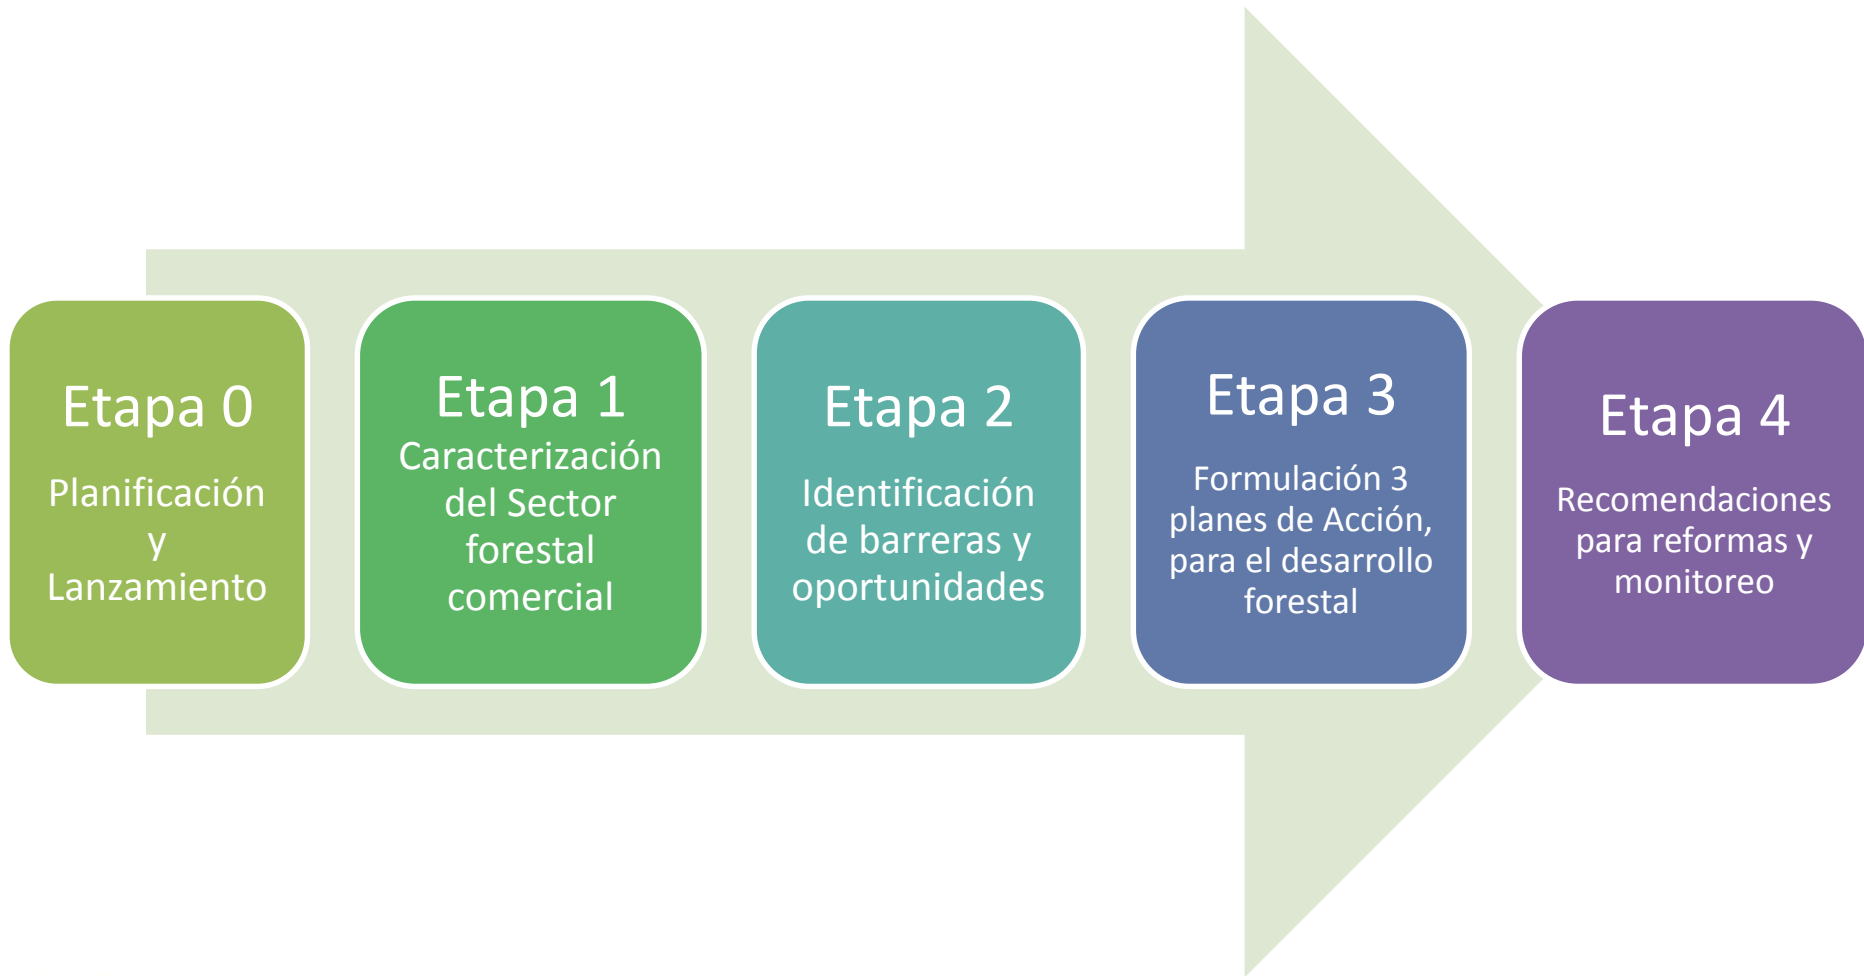 Etapa 0
Planificación
y
Lanzamiento
Etapa 1
Caracterización
del Sector
forestal
comercial
Etapa 2
Identificación
de barreras y
oportunidades
Etapa 3
Formulación 3
planes de Acción,
para el desarrollo
forestal
Etapa 4
Recomendaciones
para reformas y
monitoreo